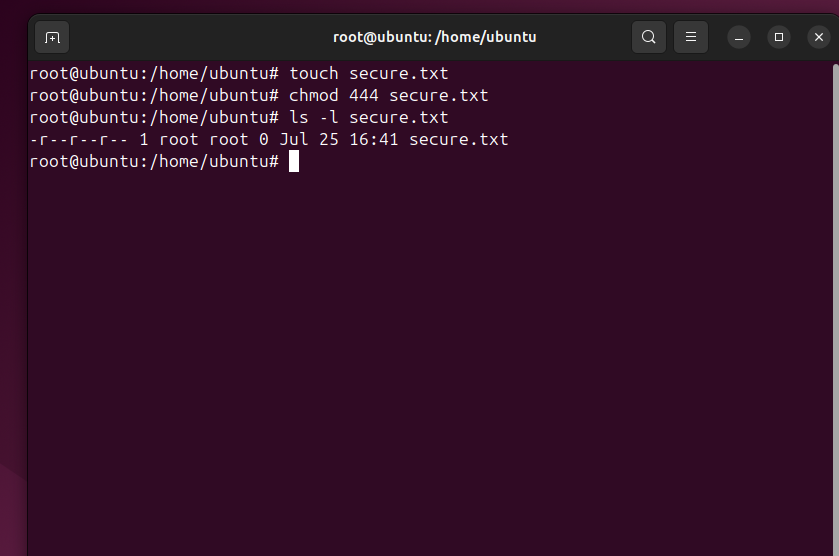 root@ubuntu: /home/ubuntu
root@ubuntu:/home/ubuntu# touch secure.txt
root@ubuntu:/home/ubuntu# chmod 444 secure.txt
root@ubuntu:/home/ubuntu# ls -l secure.txt
-r--r--r-- 1 root root 0 Jul 25 16:41 secure.txt
root@ubuntu:/home/ubuntu#